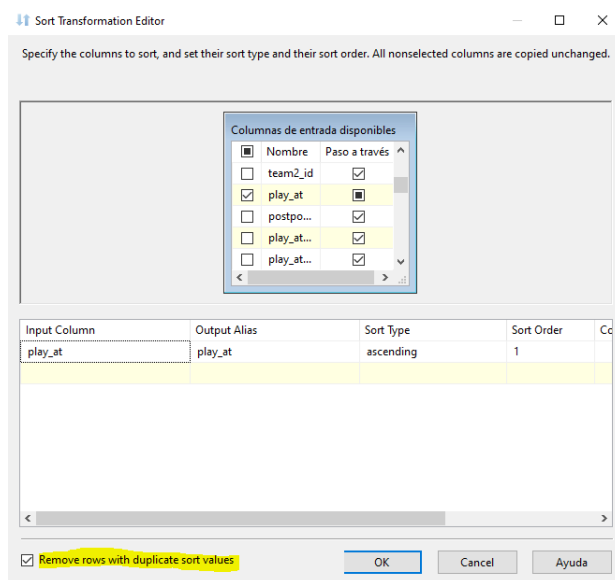 Sort Transformation Editor
Specify the columns to sort, and set their sort type and their sort order. All nonselected columns are copied unchanged.
Columnas de entrada disponibles
Nombre Paso a través
team2_id
play_at
postpo...
play_at...
play_at...
Input Column Output Alias Sort Type Sort Order Co
play_at play_at ascending 1
Remove rows with duplicate sort values OK Cancel Ayuda